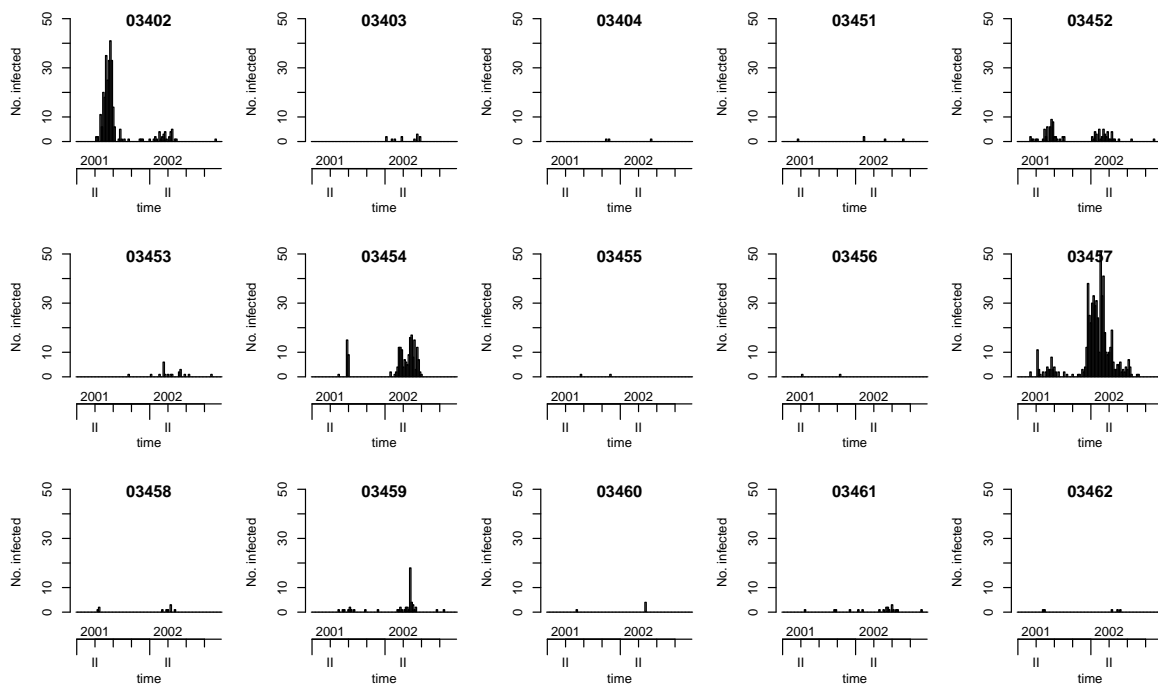 03402
No. infected
50
30
10
0
2001 2002
II II
time
03403
No. infected
50
30
10
0
2001 2002
II II
time
03404
No. infected
50
30
10
0
2001 2002
II II
time
03451
No. infected
50
30
10
0
2001 2002
II II
time
03452
No. infected
50
30
10
0
2001 2002
II II
time
03453
No. infected
50
30
10
0
2001 2002
II II
time
03454
No. infected
50
30
10
0
2001 2002
II II
time
03455
No. infected
50
30
10
0
2001 2002
II II
time
03456
No. infected
50
30
10
0
2001 2002
II II
time
03457
No. infected
50
30
10
0
2001 2002
II II
time
03458
No. infected
50
30
10
0
2001 2002
II II
time
03459
No. infected
50
30
10
0
2001 2002
II II
time
03460
No. infected
50
30
10
0
2001 2002
II II
time
03461
No. infected
50
30
10
0
2001 2002
II II
time
03462
No. infected
50
30
10
0
2001 2002
II II
time